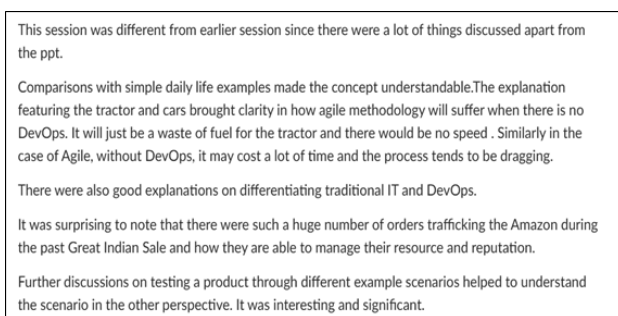 This session was different from earlier session since there were a lot of things discussed apart from
the ppt.
Comparisons with simple daily life examples made the concept understandable.The explanation
featuring the tractor and cars brought clarity in how agile methodology will suffer when there is no
DevOps. It will just be a waste of fuel for the tractor and there would be no speed . Similarly in the
case of Agile, without DevOps, it may cost a lot of time and the process tends to be dragging.
There were also good explanations on differentiating traditional IT and DevOps.
It was surprising to note that there were such a huge number of orders trafficking the Amazon during
the past Great Indian Sale and how they are able to manage their resource and reputation.
Further discussions on testing a product through different example scenarios helped to understand
the scenario in the other perspective. It was interesting and significant.